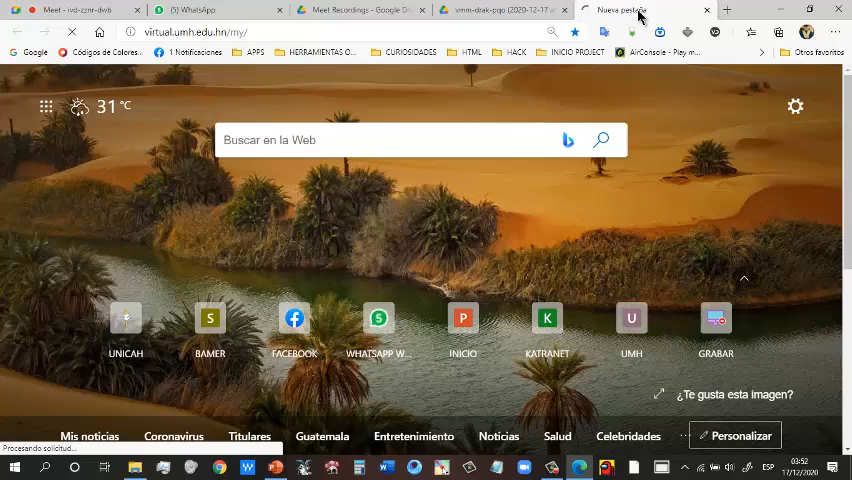 Meet - ivd-zznr-dwb
(5) WhatsApp
Meet Recordings - Google Dri
vmm-drak-pgo (2020-12-17 a
Nueva pestaña
virtual.umh.edu.hn/my/
Google
Códigos de Colores...
1 Notificaciones
APPS
HERRAMIENTAS
CURIOSIDADES
HTML
HACK
INICIO PROJECT
AirConsole - Play m...
Otros favoritos
31 °C
Buscar en la Web
UNICAH
S
BAMER
FACEBOOK
5
WHATSAPP W...
P
INICIO
K
KATRANET
U
UMH
GRABAR
¿Te gusta esta imagen?
Mis noticias
Coronavirus
Titulares
Guatemala
Entretenimiento
Noticias
Salud
Celebridades
...
Personalizar
Procesando solicitud...
ESP
03:52
17/12/2020